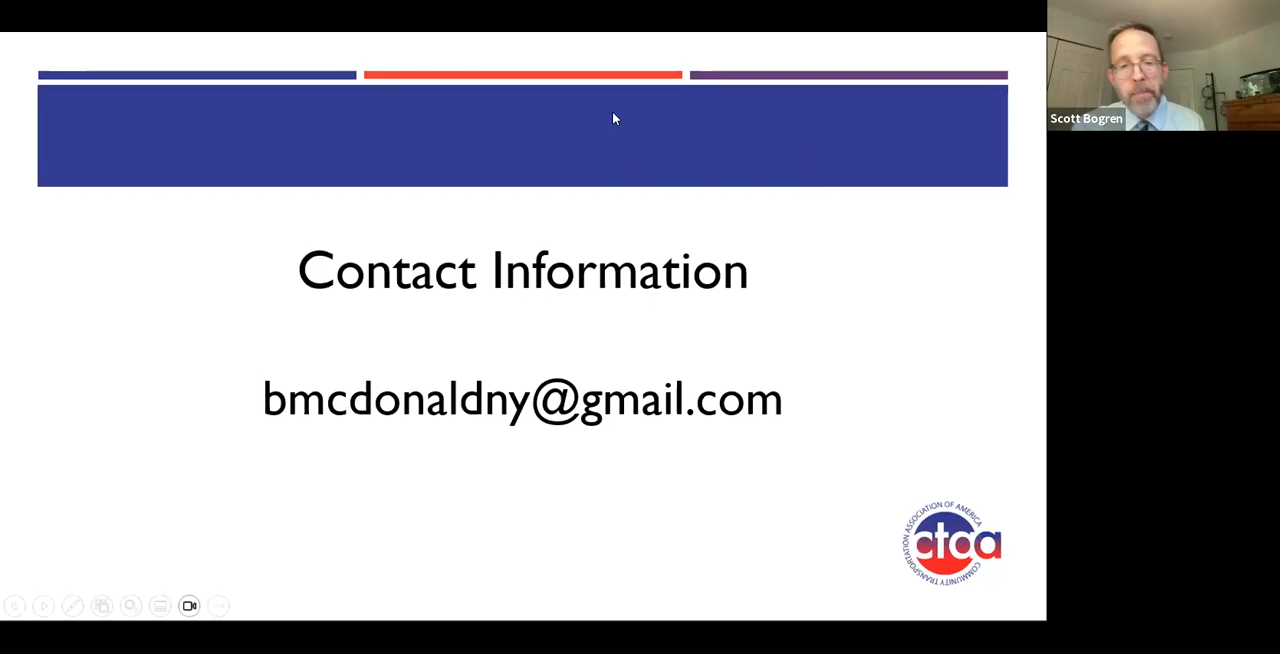 Contact Information
bmcdonaldny@gmail.com
COMMUNITY TRANSPORTATION ASSOCIATION OF AMERICA
ctaa
Scott Bogren